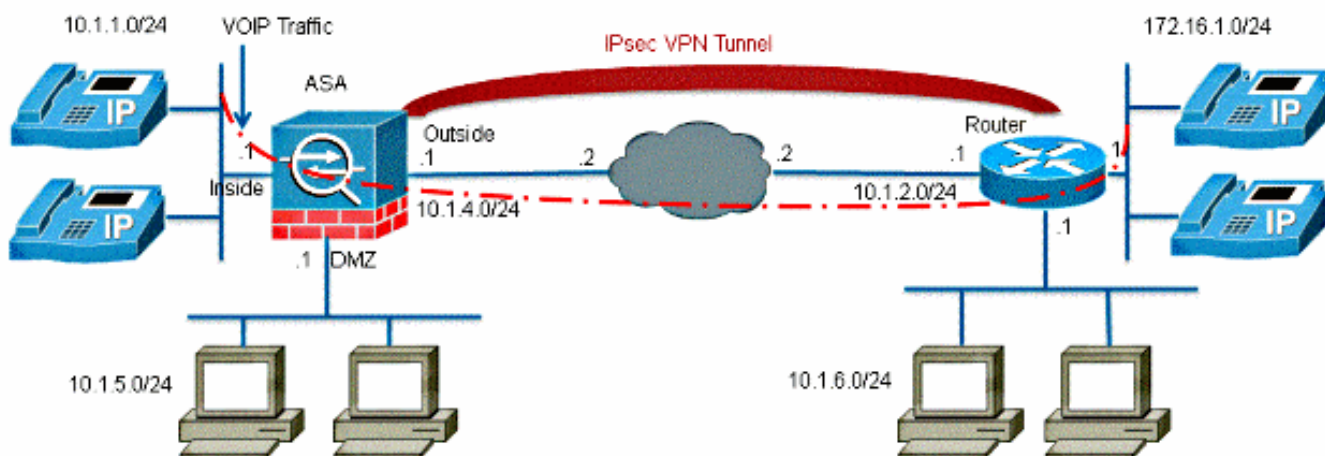 10.1.1.0/24
VOIP Traffic
IPsec VPN Tunnel
172.16.1.0/24
ASA
IP
IP
Outside
Router
.1
.1
.2
.2
.1
.1
Inside
10.1.4.0/24
10.1.2.0/24
IP
IP
.1
.1
DMZ
10.1.5.0/24
10.1.6.0/24